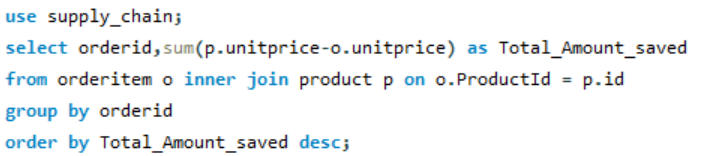 use supply_chain;
select orderid,sum(p.unitprice-o.unitprice) as Total_Amount_saved
from orderitem o inner join product p on o.ProductId = p.id
group by orderid
order by Total_Amount_saved desc;